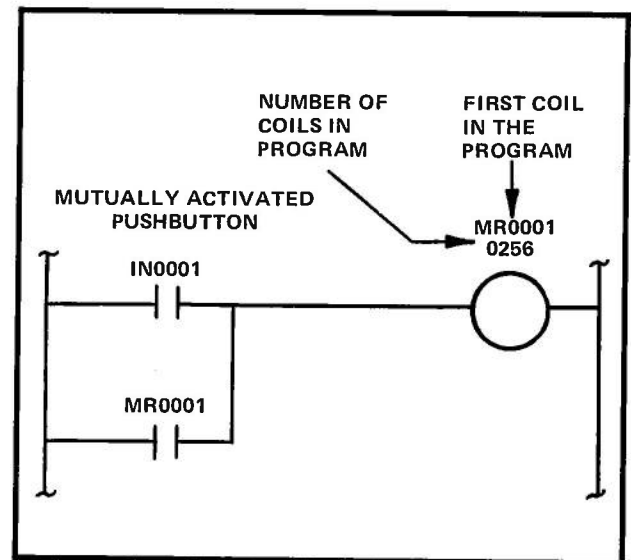 NUMBER OF
COILS IN
PROGRAM
FIRST COIL
IN THE
PROGRAM
MUTUALLY ACTIVATED
PUSHBUTTON
MR0001
0256
IN0001
MR0001